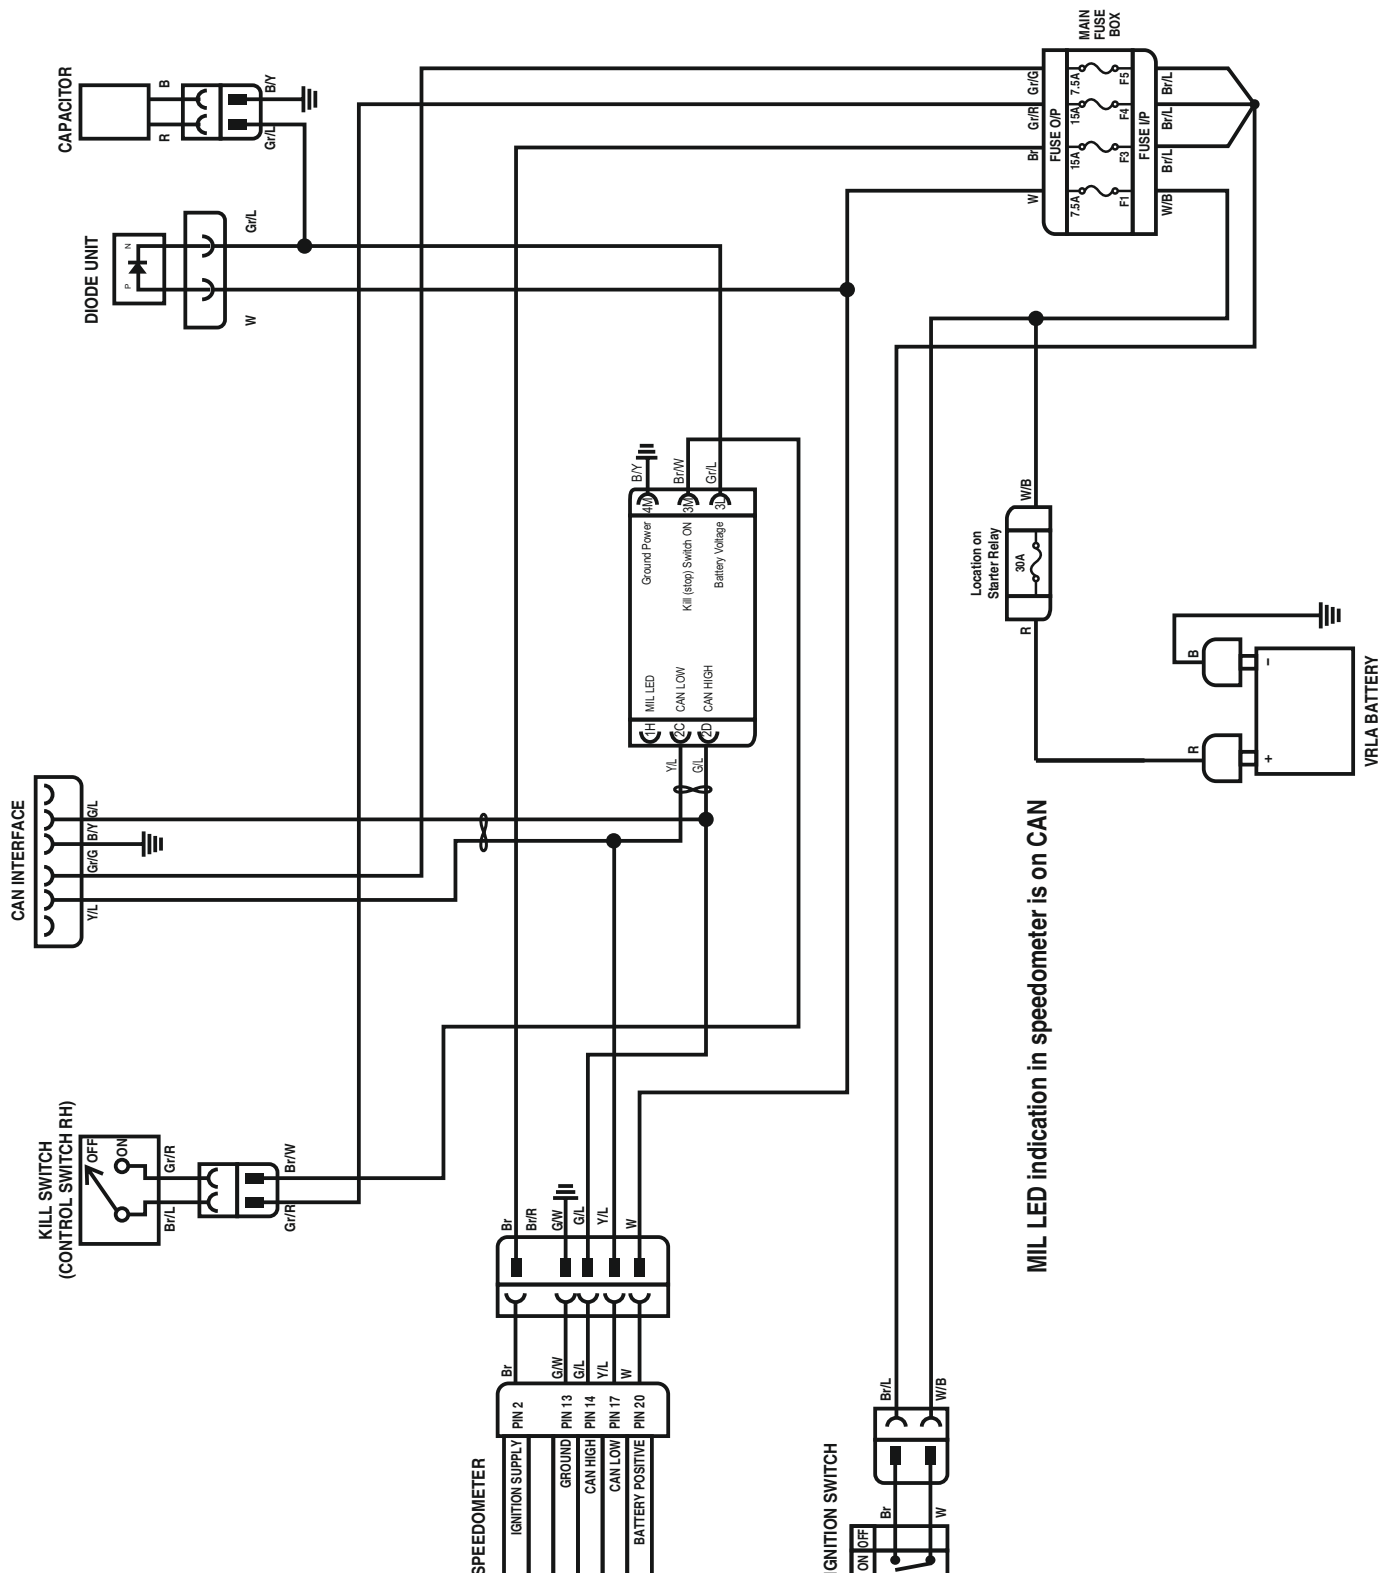 MAIN
FUSE
BOX
CAPACITOR
B
R
B/Y
Gr/L
Gr/G
Gr/R
Br
W
FUSE O/P
7.5A
15A
15A
7.5A
F5
F4
F3
F1
FUSE I/P
Br/L
Br/L
Br/L
W/B
DIODE UNIT
P
N
Gr/L
W
B/Y
Br/W
Gr/L
4M
3M
3L
Ground Power
Kill (stop) Switch ON
Battery Voltage
MIL LED
CAN LOW
CAN HIGH
1H
2C
2D
Y/L
G/L
W/B
Location on
Starter Relay
30A
R
B
R
–
+
VRLA BATTERY
CAN INTERFACE
G/L
B/Y
Gr/G
Y/L
MIL LED indication in speedometer is on CAN
KILL SWITCH
(CONTROL SWITCH RH)
OFF
ON
Gr/R
Br/L
Br/W
Gr/R
Br
Br/R
G/W
G/L
Y/L
W
Br
G/W
G/L
Y/L
W
PIN 2
PIN 13
PIN 14
PIN 17
PIN 20
SPEEDOMETER
IGNITION SUPPLY
GROUND
CAN HIGH
CAN LOW
BATTERY POSITIVE
Br/L
W/B
IGNITION SWITCH
Br
W
OFF
ON